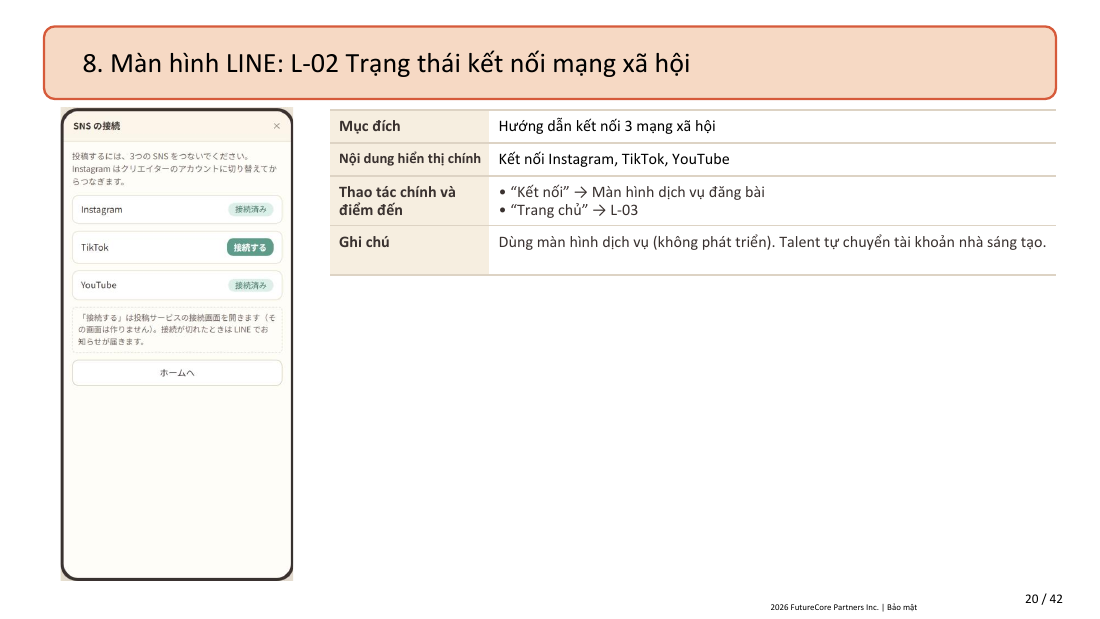 8. Màn hình LINE: L-02 Trạng thái kết nối mạng xã hội
SNS の接続
×
投稿するには、3つの SNS をつないでください。
Instagram はクリエイターのアカウントに切り替えてか
らつなぎます。
Instagram
接続済み
TikTok
接続する
YouTube
接続済み
「接続する」は投稿サービスの接続画面を開きます（そ
の画面は作りません）。接続が切れたときは LINE でお
知らせが届きます。
ホームへ
Mục đích
Hướng dẫn kết nối 3 mạng xã hội
Nội dung hiển thị chính
Kết nối Instagram, TikTok, YouTube
Thao tác chính và
điểm đến
• “Kết nối” → Màn hình dịch vụ đăng bài
• “Trang chủ” → L-03
Ghi chú
Dùng màn hình dịch vụ (không phát triển). Talent tự chuyển tài khoản nhà sáng tạo.
2026 FutureCore Partners Inc. | Bảo mật
20 / 42